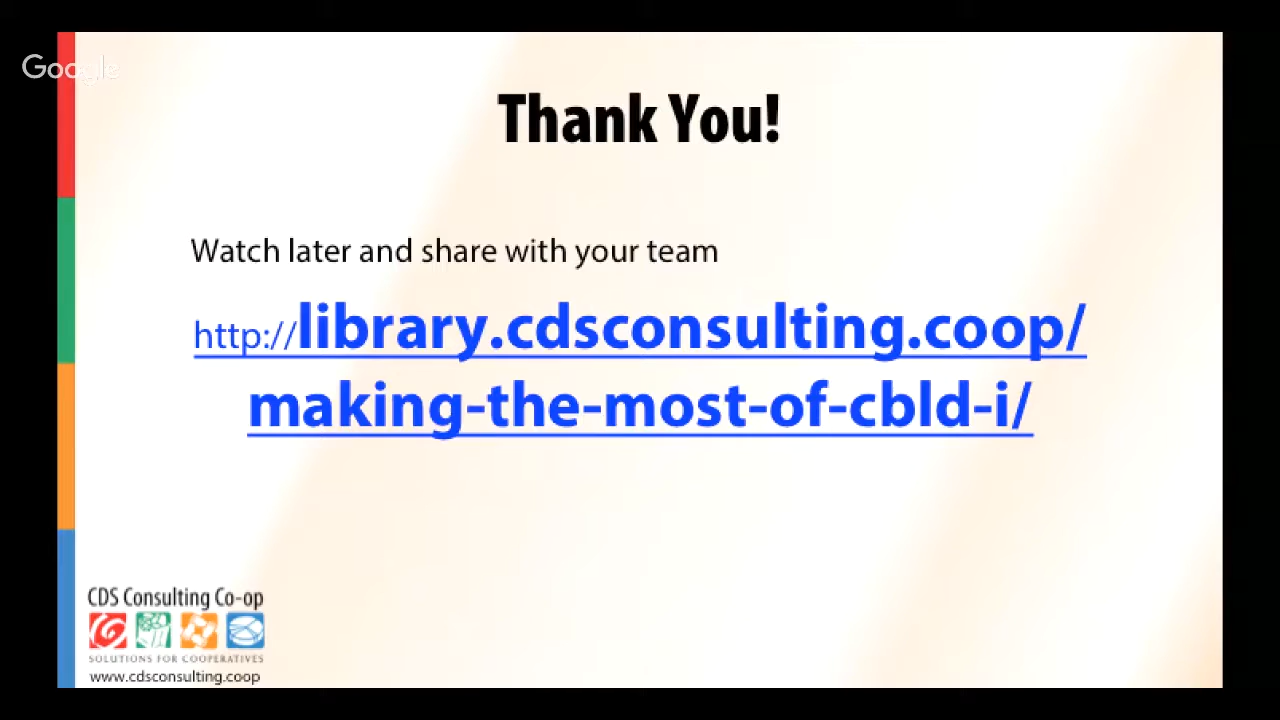 Google
Thank You!
Watch later and share with your team
http://library.cdsconsulting.coop/
making-the-most-of-cbld-i/
CDS Consulting Co-op
SOLUTIONS FOR COOPERATIVES
www.cdsconsulting.coop